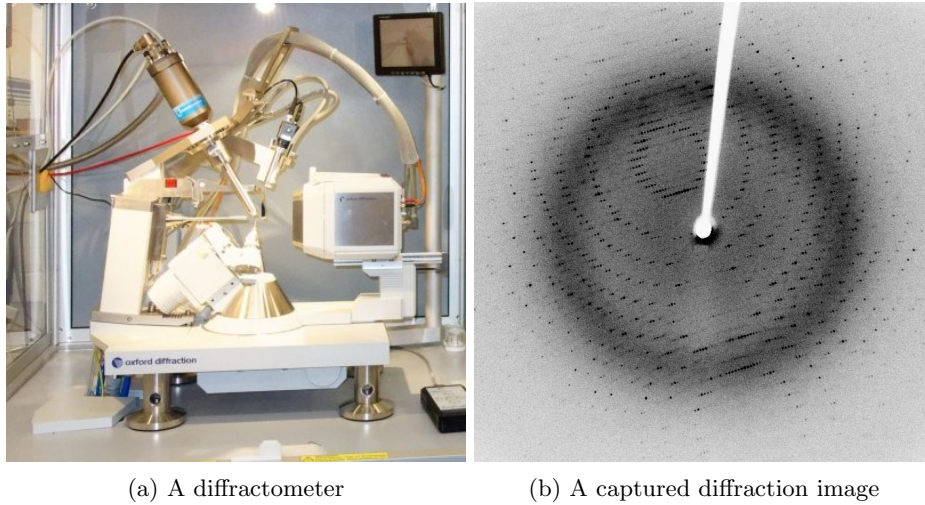 oxford diffraction
(a) A diffractometer
(b) A captured diffraction image